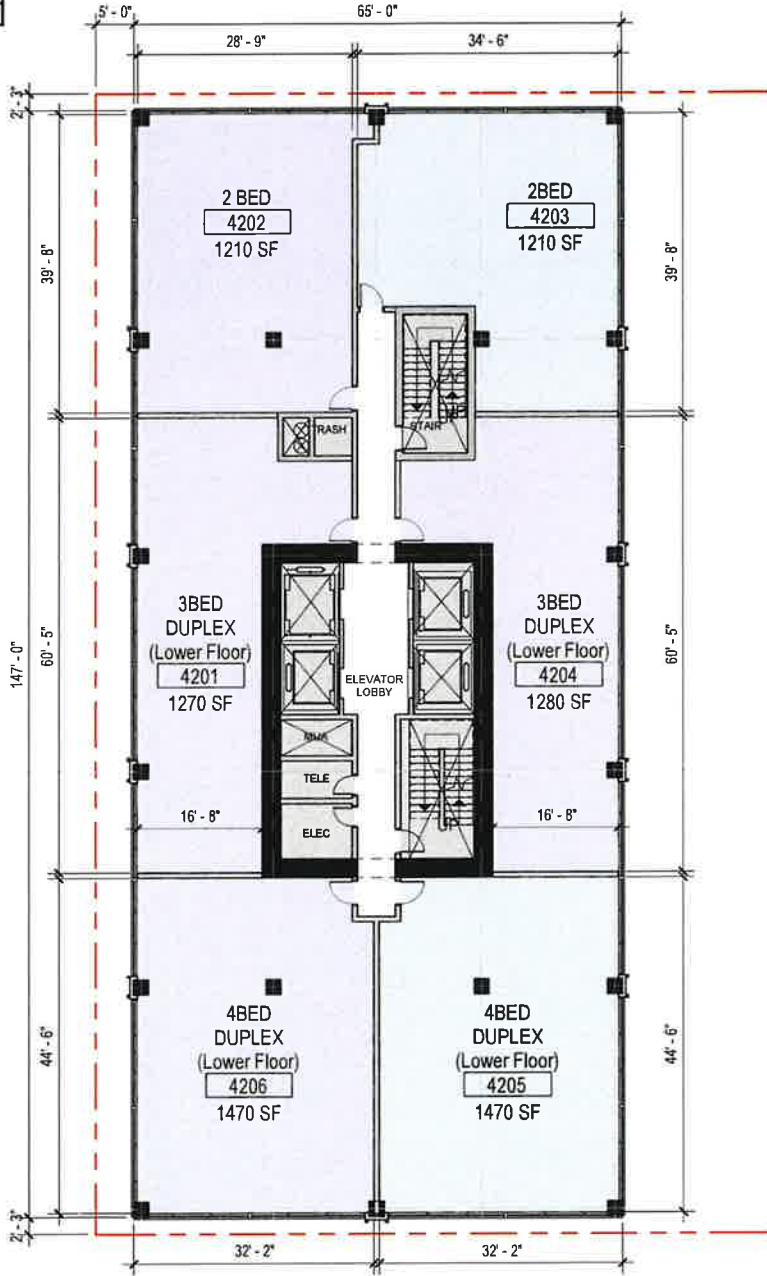 5' - 0"
65' - 0"
28' - 9"
34' - 6"
2' - 3"
2 BED
4202
1210 SF
2BED
4203
1210 SF
39' - 8"
39' - 8"
TRASH
STAIR
UP
3BED
DUPLEX
(Lower Floor)
4201
1270 SF
3BED
DUPLEX
(Lower Floor)
4204
1280 SF
147' - 0"
60' - 5"
60' - 5"
ELEVATOR
LOBBY
MUA
TELE
ELEC
16' - 8"
16' - 8"
4BED
DUPLEX
(Lower Floor)
4206
1470 SF
4BED
DUPLEX
(Lower Floor)
4205
1470 SF
44' - 6"
44' - 6"
2' - 3"
32' - 2"
32' - 2"